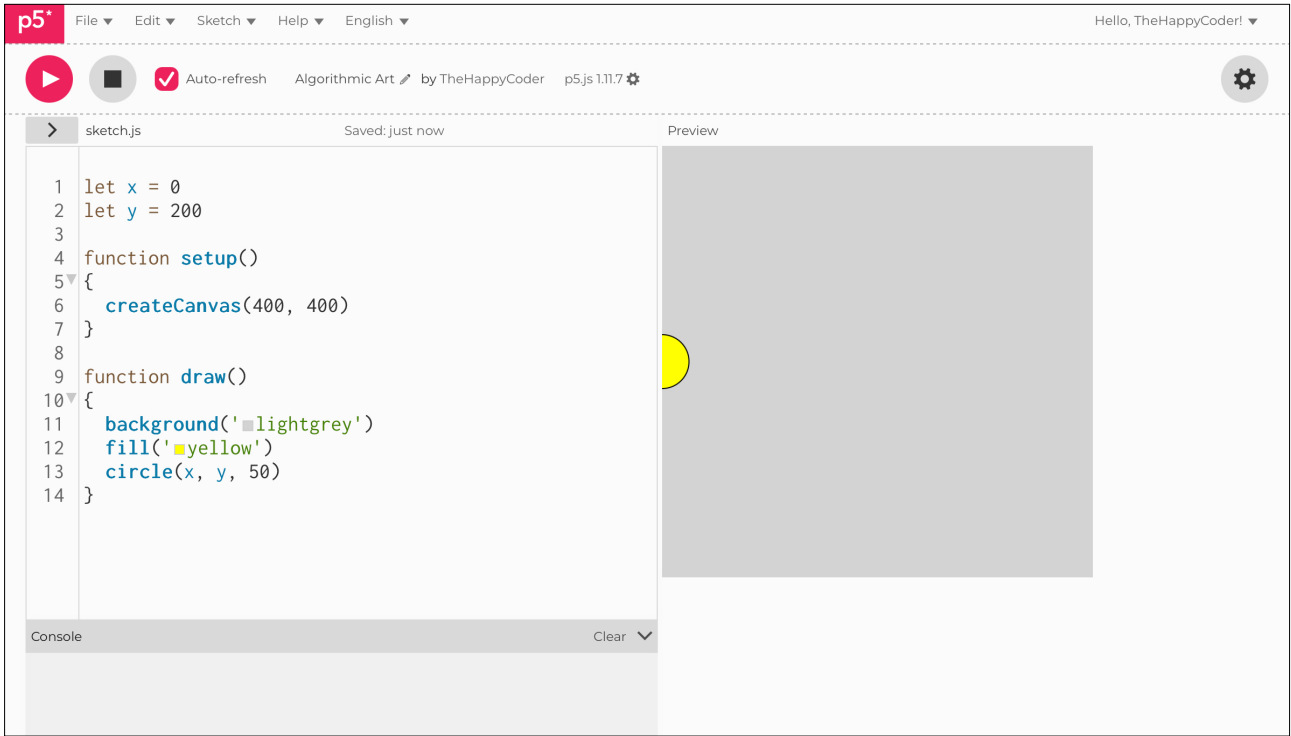 p5* File Edit Sketch Help English Hello, TheHappyCoder!
Auto-refresh Algorithmic Art by TheHappyCoder p5.js 1.11.7
sketch.js Saved: just now Preview
1 let x = 0
2 let y = 200
3
4 function setup()
5 {
6   createCanvas(400, 400)
7 }
8
9 function draw()
10 {
11   background('lightgrey')
12   fill('yellow')
13   circle(x, y, 50)
14 }
Console Clear